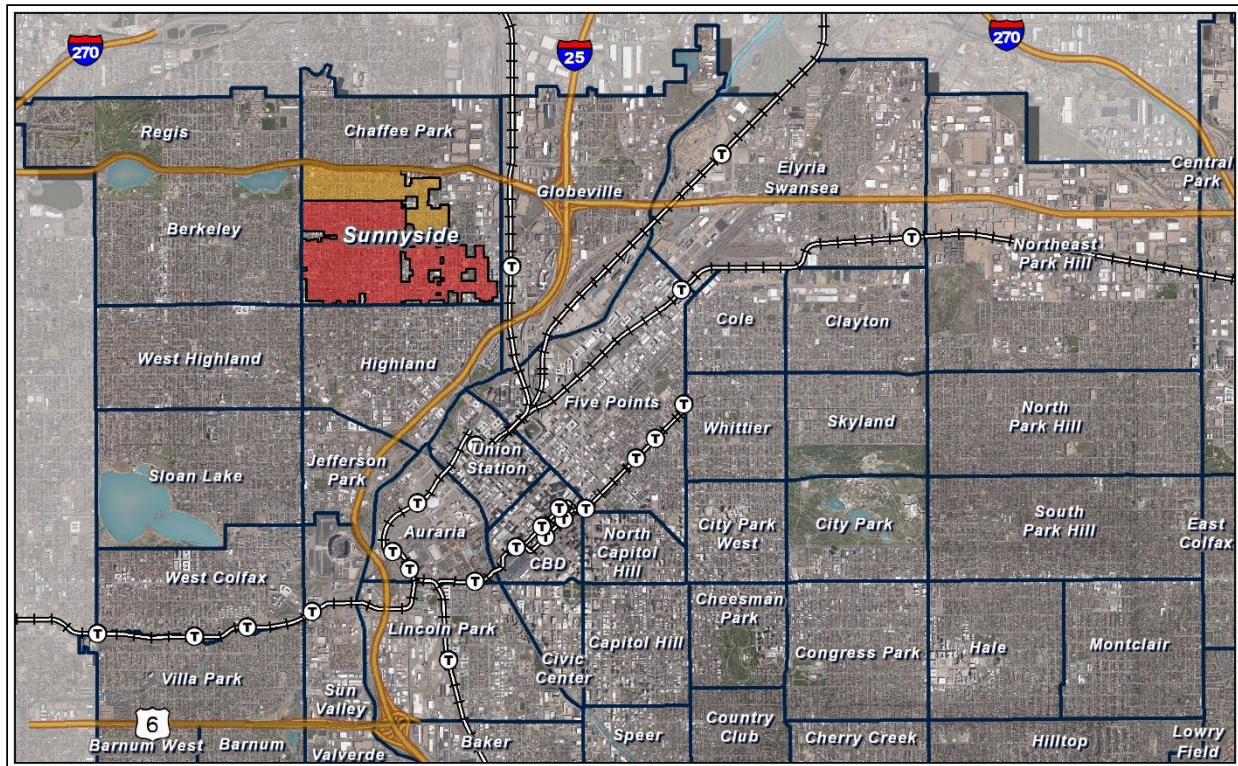 270
25
270
Regis
Chaffee Park
Elyria
Swansea
Central
Park
Globeville
Berkeley
Sunnyside
T
T
T
Northeast
Park Hill
T
West Highland
Highland
Cole
Clayton
Five Points
T
Whittier
Skyland
North
Park Hill
T
T
T
Union
Station
Sloan Lake
Jefferson
Park
T
Auraria
T
T
T
T
T
T
T
T
T
CBD
North
Capitol
Hill
City Park
West
City Park
South
Park Hill
East
Colfax
West Colfax
T
T
T
T
T
Lincoln Park
T
Civic
Center
Capitol Hill
Cheesman
Park
Congress Park
Hale
Montclair
Villa Park
Sun
Valley
6
Barnum West
Barnum
Valverde
Baker
Speer
Country
Club
Cherry Creek
Hilltop
Lowry
Field